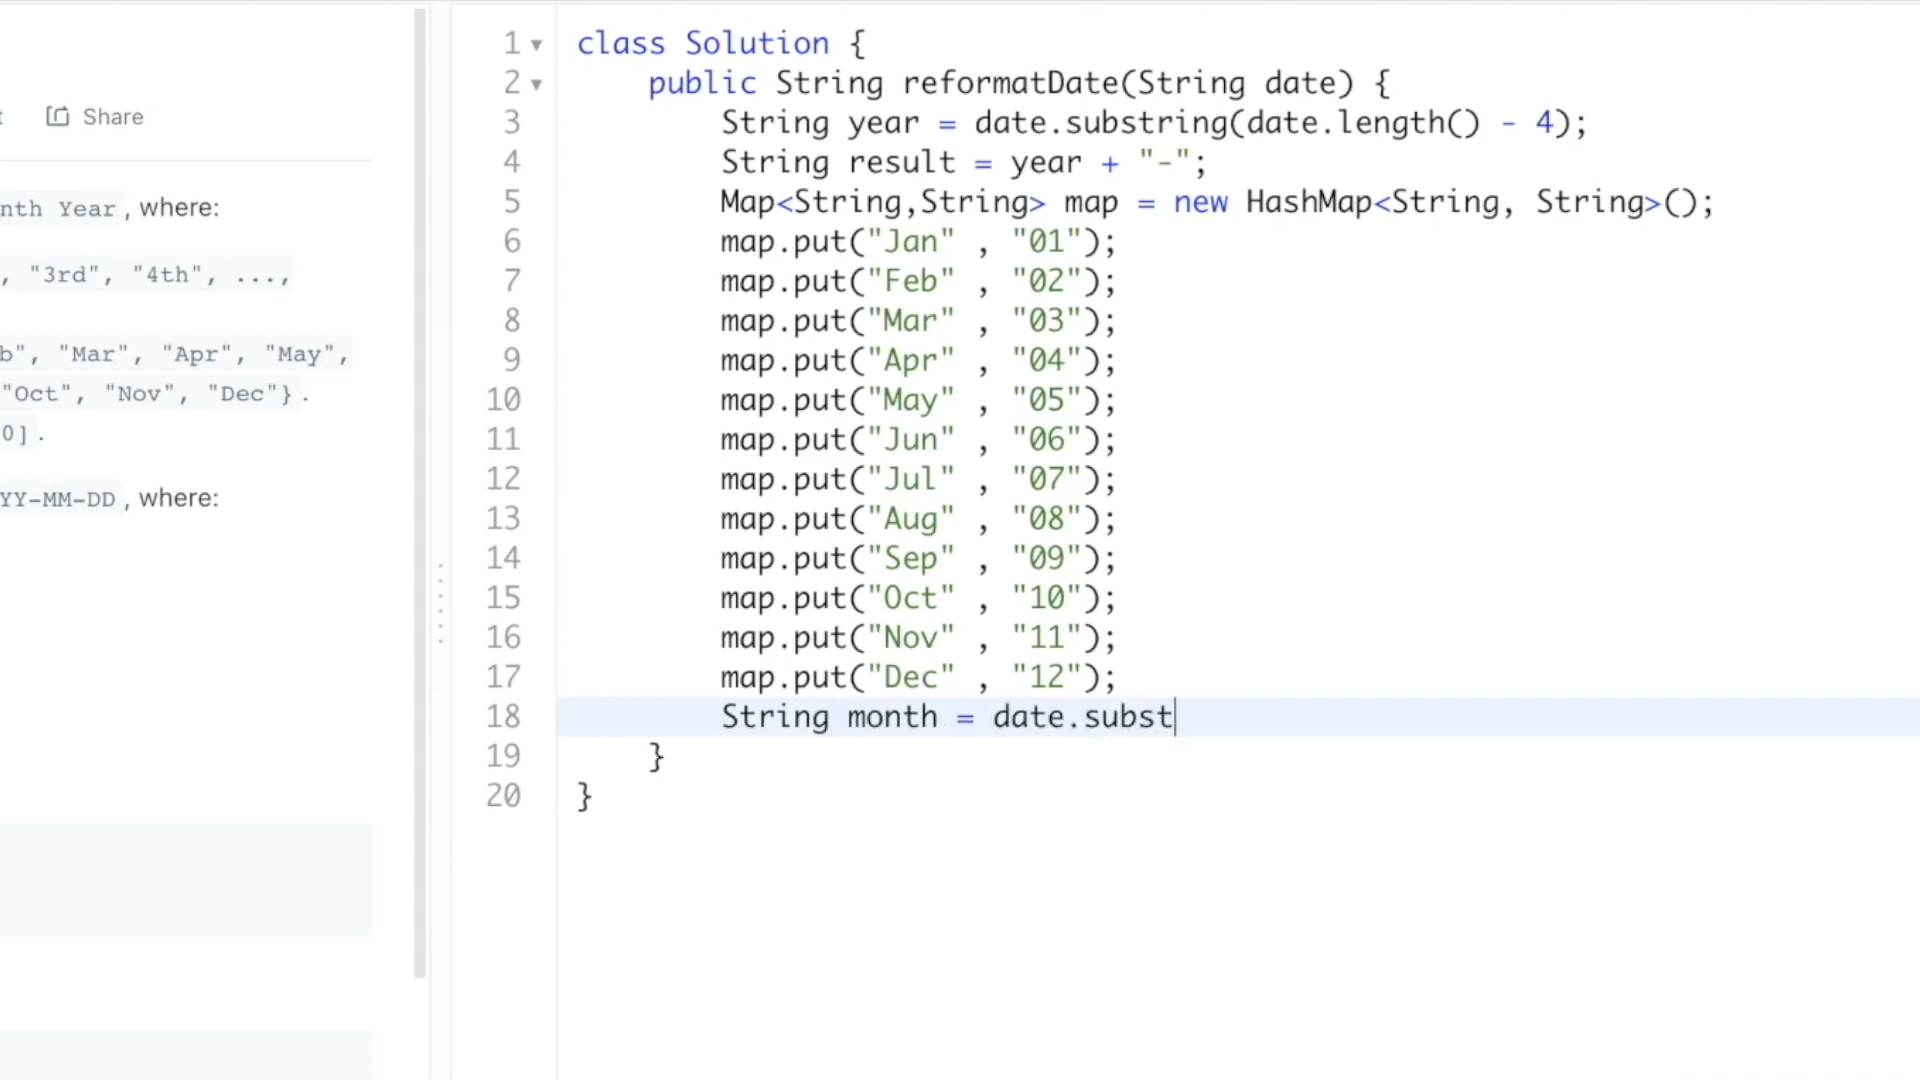 Share
nth Year, where:
, "3rd", "4th", ...,
b", "Mar", "Apr", "May",
"Oct", "Nov", "Dec"}.
0].
YY-MM-DD, where:
1 class Solution {
2 public String reformatDate(String date) {
3 String year = date.substring(date.length() - 4);
4 String result = year + "-";
5 Map<String,String> map = new HashMap<String, String>();
6 map.put("Jan" , "01");
7 map.put("Feb" , "02");
8 map.put("Mar" , "03");
9 map.put("Apr" , "04");
10 map.put("May" , "05");
11 map.put("Jun" , "06");
12 map.put("Jul" , "07");
13 map.put("Aug" , "08");
14 map.put("Sep" , "09");
15 map.put("Oct" , "10");
16 map.put("Nov" , "11");
17 map.put("Dec" , "12");
18 String month = date.subst
19 }
20 }